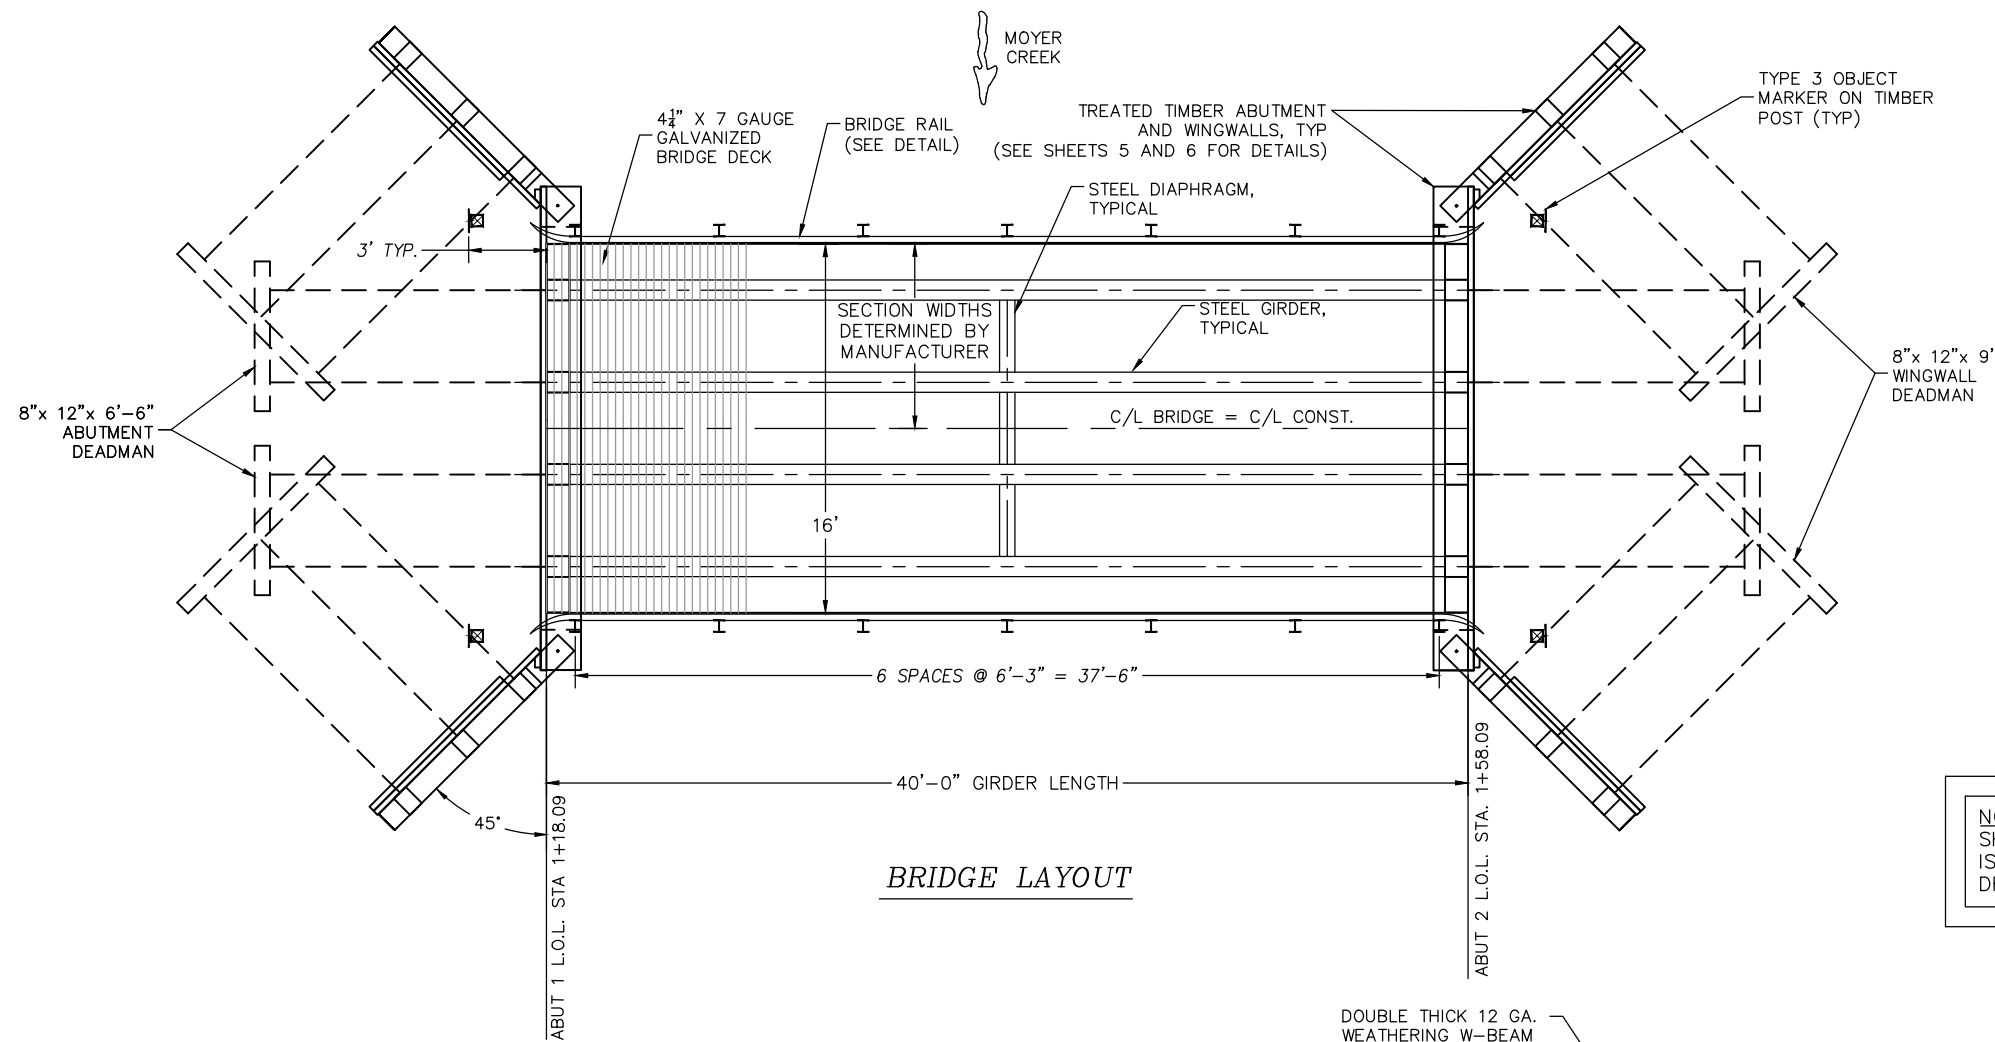 MOYER
CREEK
4 1/4" X 7 GAUGE
GALVANIZED
BRIDGE DECK
BRIDGE RAIL
(SEE DETAIL)
TREATED TIMBER ABUTMENT
AND WINGWALLS, TYP
(SEE SHEETS 5 AND 6 FOR DETAILS)
TYPE 3 OBJECT
MARKER ON TIMBER
POST (TYP)
STEEL DIAPHRAGM,
TYPICAL
3' TYP.
SECTION WIDTHS
DETERMINED BY
MANUFACTURER
STEEL GIRDER,
TYPICAL
8"x 12"x 9'
WINGWALL
DEADMAN
8"x 12"x 6'-6"
ABUTMENT
DEADMAN
C/L BRIDGE = C/L CONST.
16'
6 SPACES @ 6'-3" = 37'-6"
40'-0" GIRDER LENGTH
45°
ABUT 1 L.O.L. STA 1+18.09
ABUT 2 L.O.L. STA. 1+58.09
BRIDGE LAYOUT
DOUBLE THICK 12 GA.
WEATHERING W-BEAM